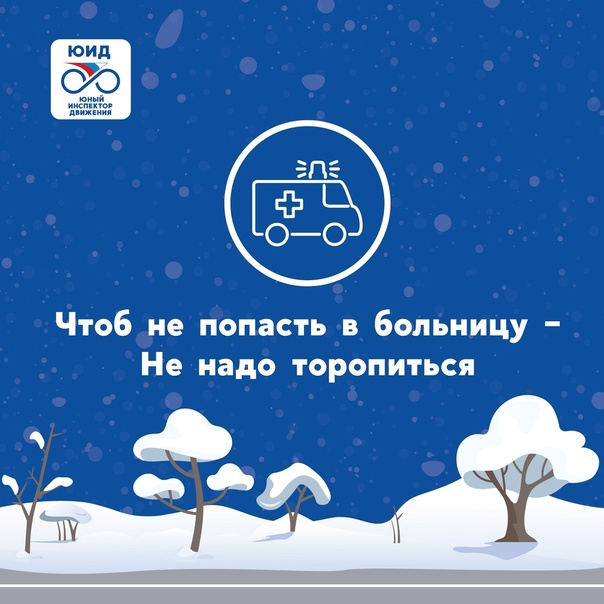 ЮИД
ЮНЫЙ
ИНСПЕКТОР
ДВИЖЕНИЯ
Чтоб не попасть в больницу –
Не надо торопиться